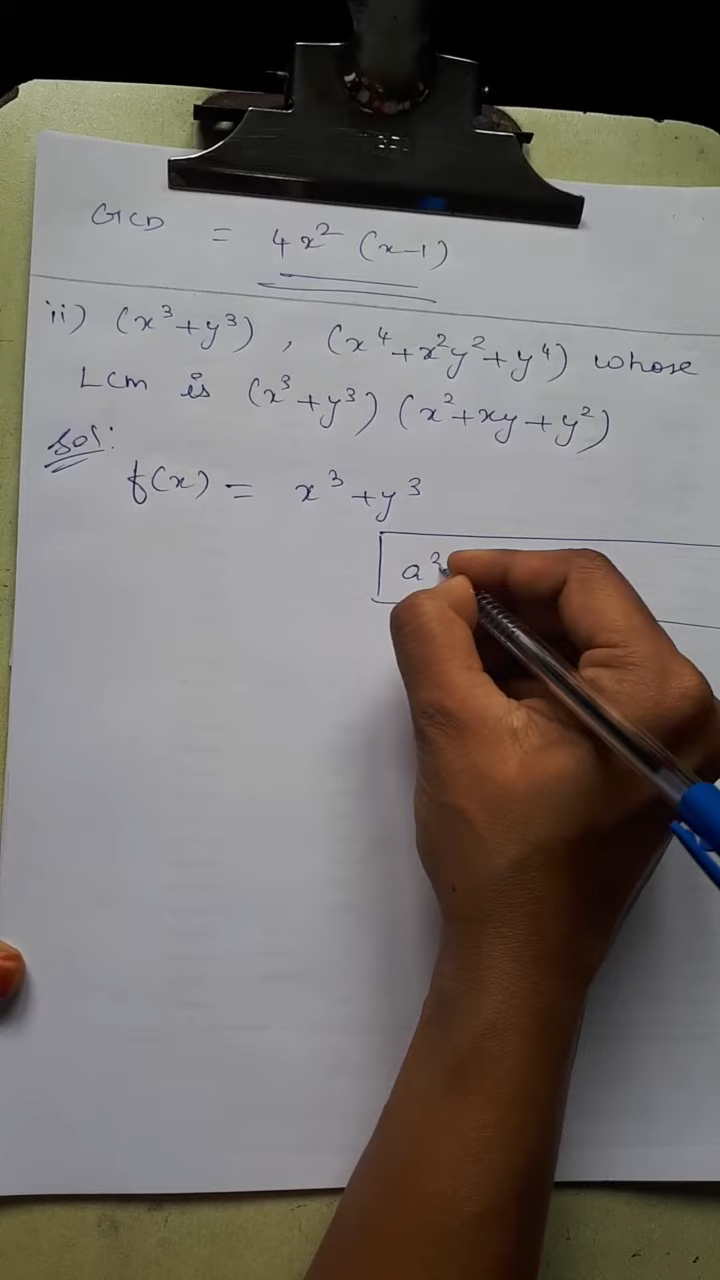 GCD = 4x² (x-1)
ii) (x³+y³) , (x⁴+x²y²+y⁴) whose
Lcm is (x³+y³) (x²+xy+y²)
Sol:
f(x) = x³+y³
a³